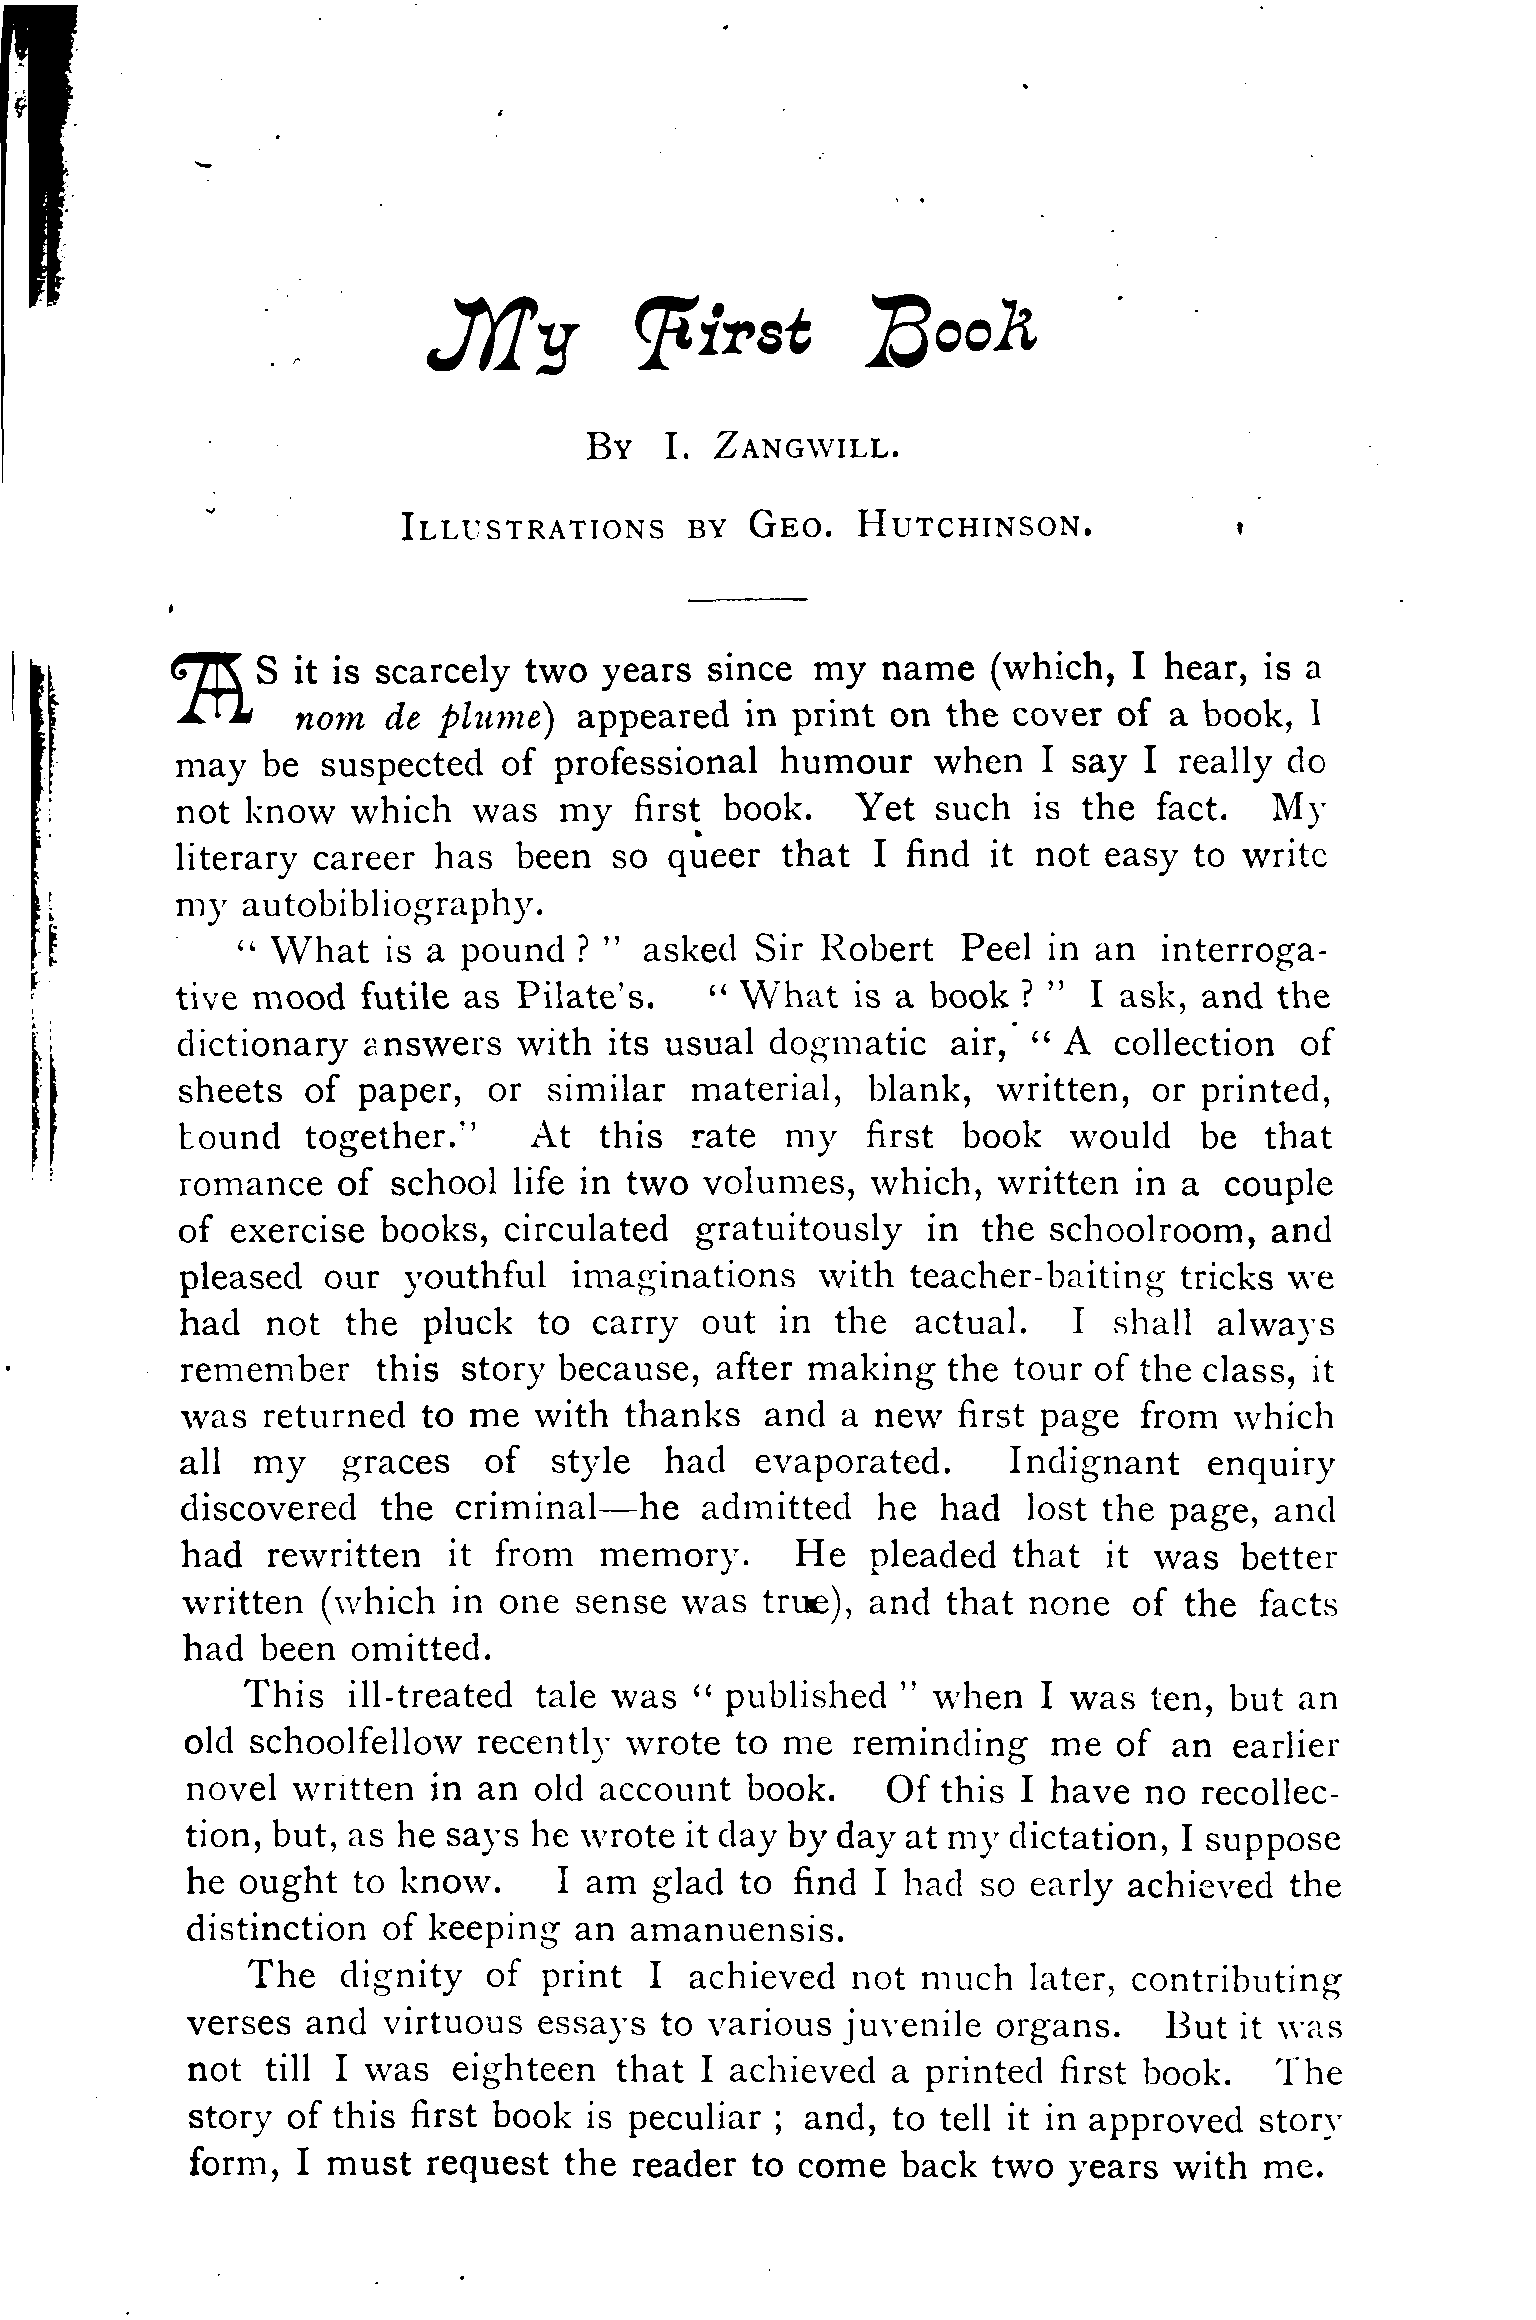 My First Book
By I. Zangwill.
Illustrations by Geo. Hutchinson.
AS it is scarcely two years since my name (which, I hear, is a
nom de plume) appeared in print on the cover of a book, I
may be suspected of professional humour when I say I really do
not know which was my first book. Yet such is the fact. My
literary career has been so queer that I find it not easy to write
my autobibliography.
“ What is a pound ? ” asked Sir Robert Peel in an interroga-
tive mood futile as Pilate’s. “ What is a book ? ” I ask, and the
dictionary answers with its usual dogmatic air, “ A collection of
sheets of paper, or similar material, blank, written, or printed,
bound together.” At this rate my first book would be that
romance of school life in two volumes, which, written in a couple
of exercise books, circulated gratuitously in the schoolroom, and
pleased our youthful imaginations with teacher-baiting tricks we
had not the pluck to carry out in the actual. I shall always
remember this story because, after making the tour of the class, it
was returned to me with thanks and a new first page from which
all my graces of style had evaporated. Indignant enquiry
discovered the criminal—he admitted he had lost the page, and
had rewritten it from memory. He pleaded that it was better
written (which in one sense was true), and that none of the facts
had been omitted.
This ill-treated tale was “ published ” when I was ten, but an
old schoolfellow recently wrote to me reminding me of an earlier
novel written in an old account book. Of this I have no recollec-
tion, but, as he says he wrote it day by day at my dictation, I suppose
he ought to know. I am glad to find I had so early achieved the
distinction of keeping an amanuensis.
The dignity of print I achieved not much later, contributing
verses and virtuous essays to various juvenile organs. But it was
not till I was eighteen that I achieved a printed first book. The
story of this first book is peculiar ; and, to tell it in approved story
form, I must request the reader to come back two years with me.